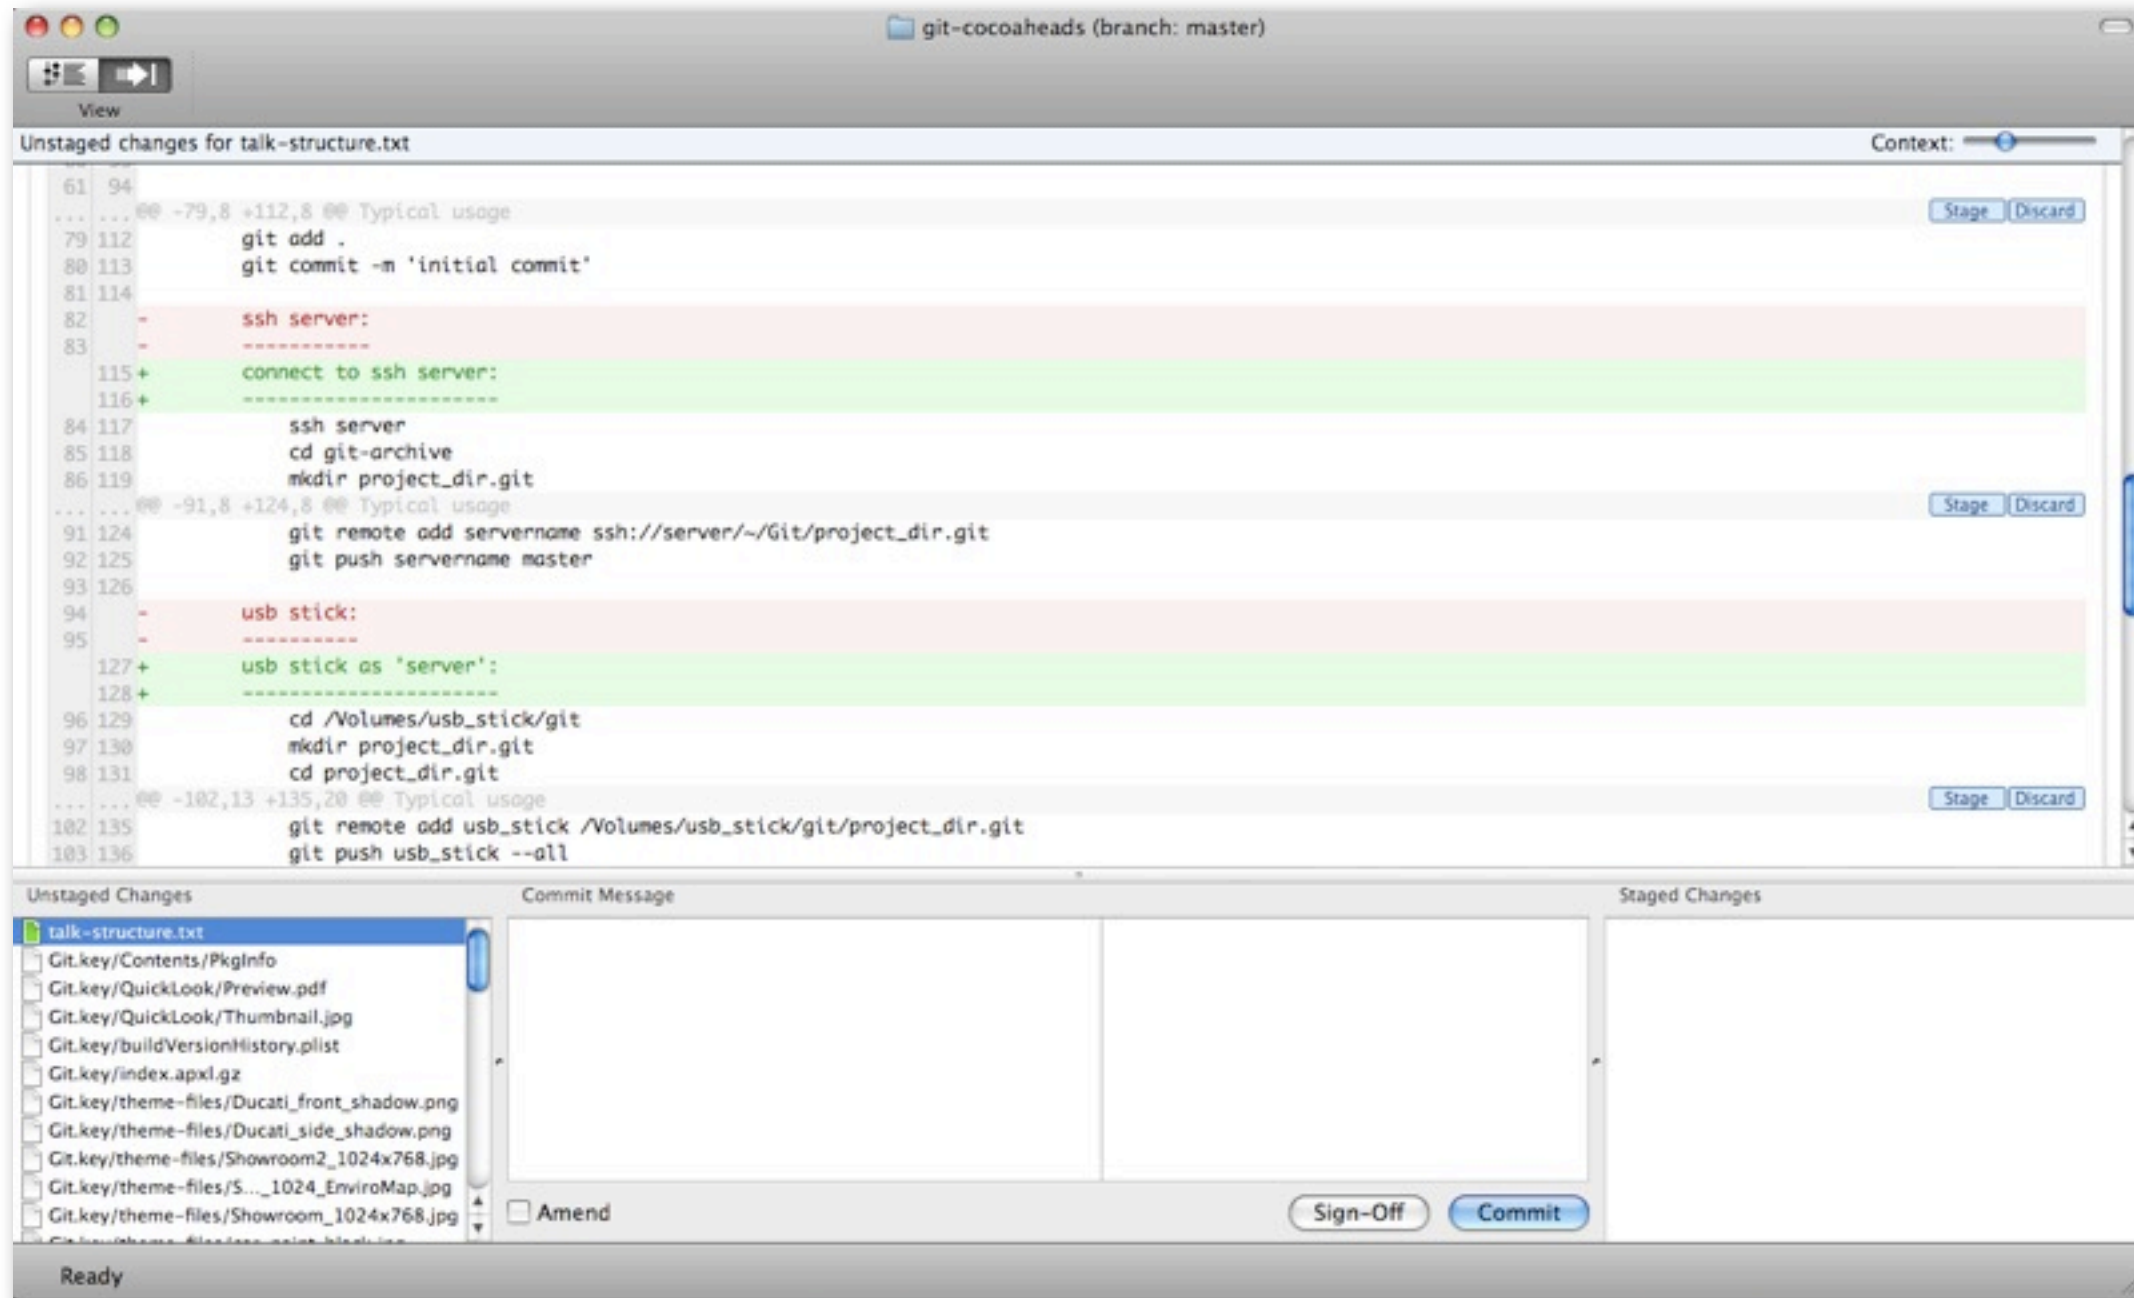 git-cocoaheads (branch: master)
View
Unstaged changes for talk-structure.txt Context:
61 94
... ... @@ -79,8 +112,8 @@ Typical usage Stage Discard
79 112 git add .
80 113 git commit -m 'initial commit'
81 114
82 - ssh server:
83 - -----------
115 + connect to ssh server:
116 + ----------------------
84 117 ssh server
85 118 cd git-archive
86 119 mkdir project_dir.git
... ... @@ -91,8 +124,8 @@ Typical usage Stage Discard
91 124 git remote add servername ssh://server/~/Git/project_dir.git
92 125 git push servername master
93 126
94 - usb stick:
95 - ----------
127 + usb stick as 'server':
128 + ----------------------
96 129 cd /Volumes/usb_stick/git
97 130 mkdir project_dir.git
98 131 cd project_dir.git
... ... @@ -102,13 +135,20 @@ Typical usage Stage Discard
102 135 git remote add usb_stick /Volumes/usb_stick/git/project_dir.git
103 136 git push usb_stick --all
Unstaged Changes Commit Message Staged Changes
talk-structure.txt
Git.key/Contents/PkgInfo
Git.key/QuickLook/Preview.pdf
Git.key/QuickLook/Thumbnail.jpg
Git.key/buildVersionHistory.plist
Git.key/index.apxl.gz
Git.key/theme-files/Ducati_front_shadow.png
Git.key/theme-files/Ducati_side_shadow.png
Git.key/theme-files/Showroom2_1024x768.jpg
Git.key/theme-files/S..._1024_EnviroMap.jpg
Git.key/theme-files/Showroom_1024x768.jpg
Amend Sign-Off Commit
Ready